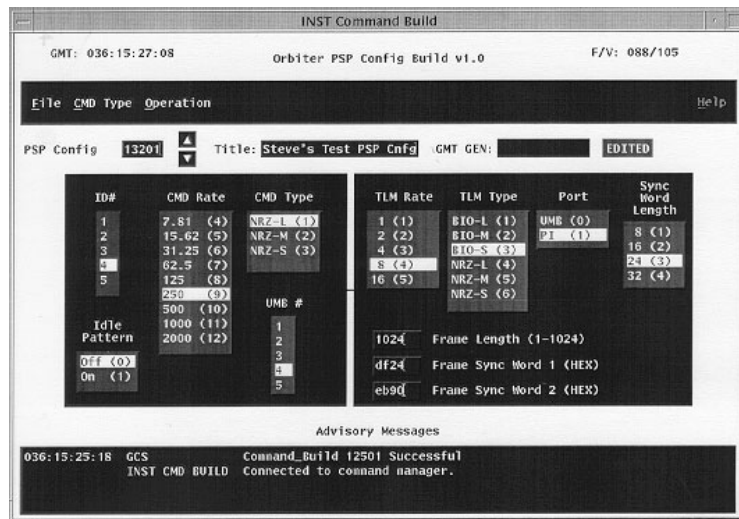 INST Command Build
GMT: 036:15:27:08 Orbiter PSP Config Build v1.0 F/V: 088/105
File CMD Type Operation Help
PSP Config 13201 Title: Steve's Test PSP Cnfg GMT GEN: EDITED
ID#
1
2
3
4
5
CMD Rate
7.81 (4)
15.62 (5)
31.25 (6)
62.5 (7)
125 (8)
250 (9)
500 (10)
1000 (11)
2000 (12)
CMD Type
NRZ-L (1)
NRZ-M (2)
NRZ-S (3)
Idle
Pattern
Off (0)
On (1)
UMB #
1
2
3
4
5
TLM Rate
1 (1)
2 (2)
4 (3)
8 (4)
16 (5)
TLM Type
BIO-L (1)
BIO-M (2)
BIO-S (3)
NRZ-L (4)
NRZ-M (5)
NRZ-S (6)
Port
UMB (0)
PI (1)
Sync
Word
Length
8 (1)
16 (2)
24 (3)
32 (4)
1024 Frame Length (1-1024)
df24 Frame Sync Word 1 (HEX)
eb90 Frame Sync Word 2 (HEX)
Advisory Messages
036:15:25:18 GCS Command_Build 12501 Successful
INST CMD BUILD Connected to command manager.